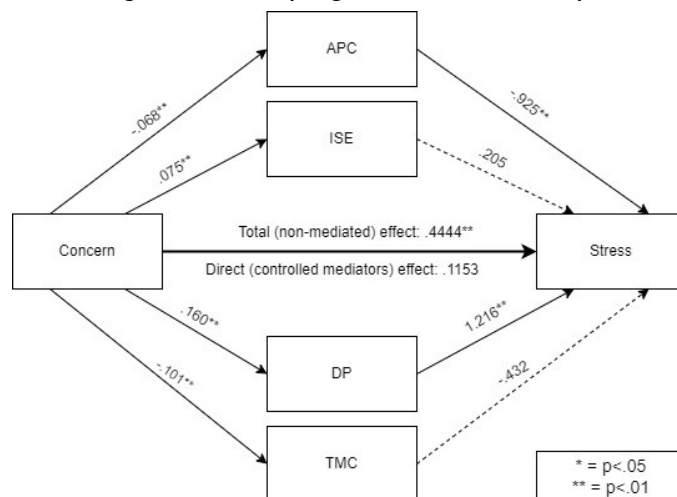 APC
-.068**
-.925**
ISE
.075**
.205
Total (non-mediated) effect: .4444**
Concern
Stress
Direct (controlled mediators) effect: .1153
.160**
1.216**
DP
-.101**
-.432
TMC
* = p<.05
** = p<.01